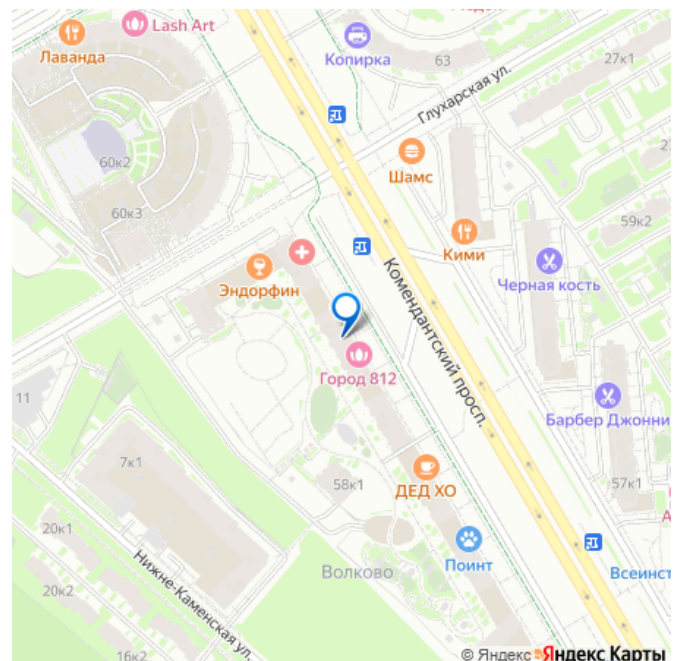 Lash Art
Лаванда
Копирка
63
27к1
Глухарская ул.
60к2
Шамс
60к3
59к2
Кими
Эндорфин
Черная кость
Комендантский просп.
Город 812
11
Барбер Джонни
7к1
ДЕД ХО
58к1
57к1
20к1
Поинт
Волково
Всеинст
Нижне-Каменская ул.
20к2
16к2
© Яндекс Яндекс Карты